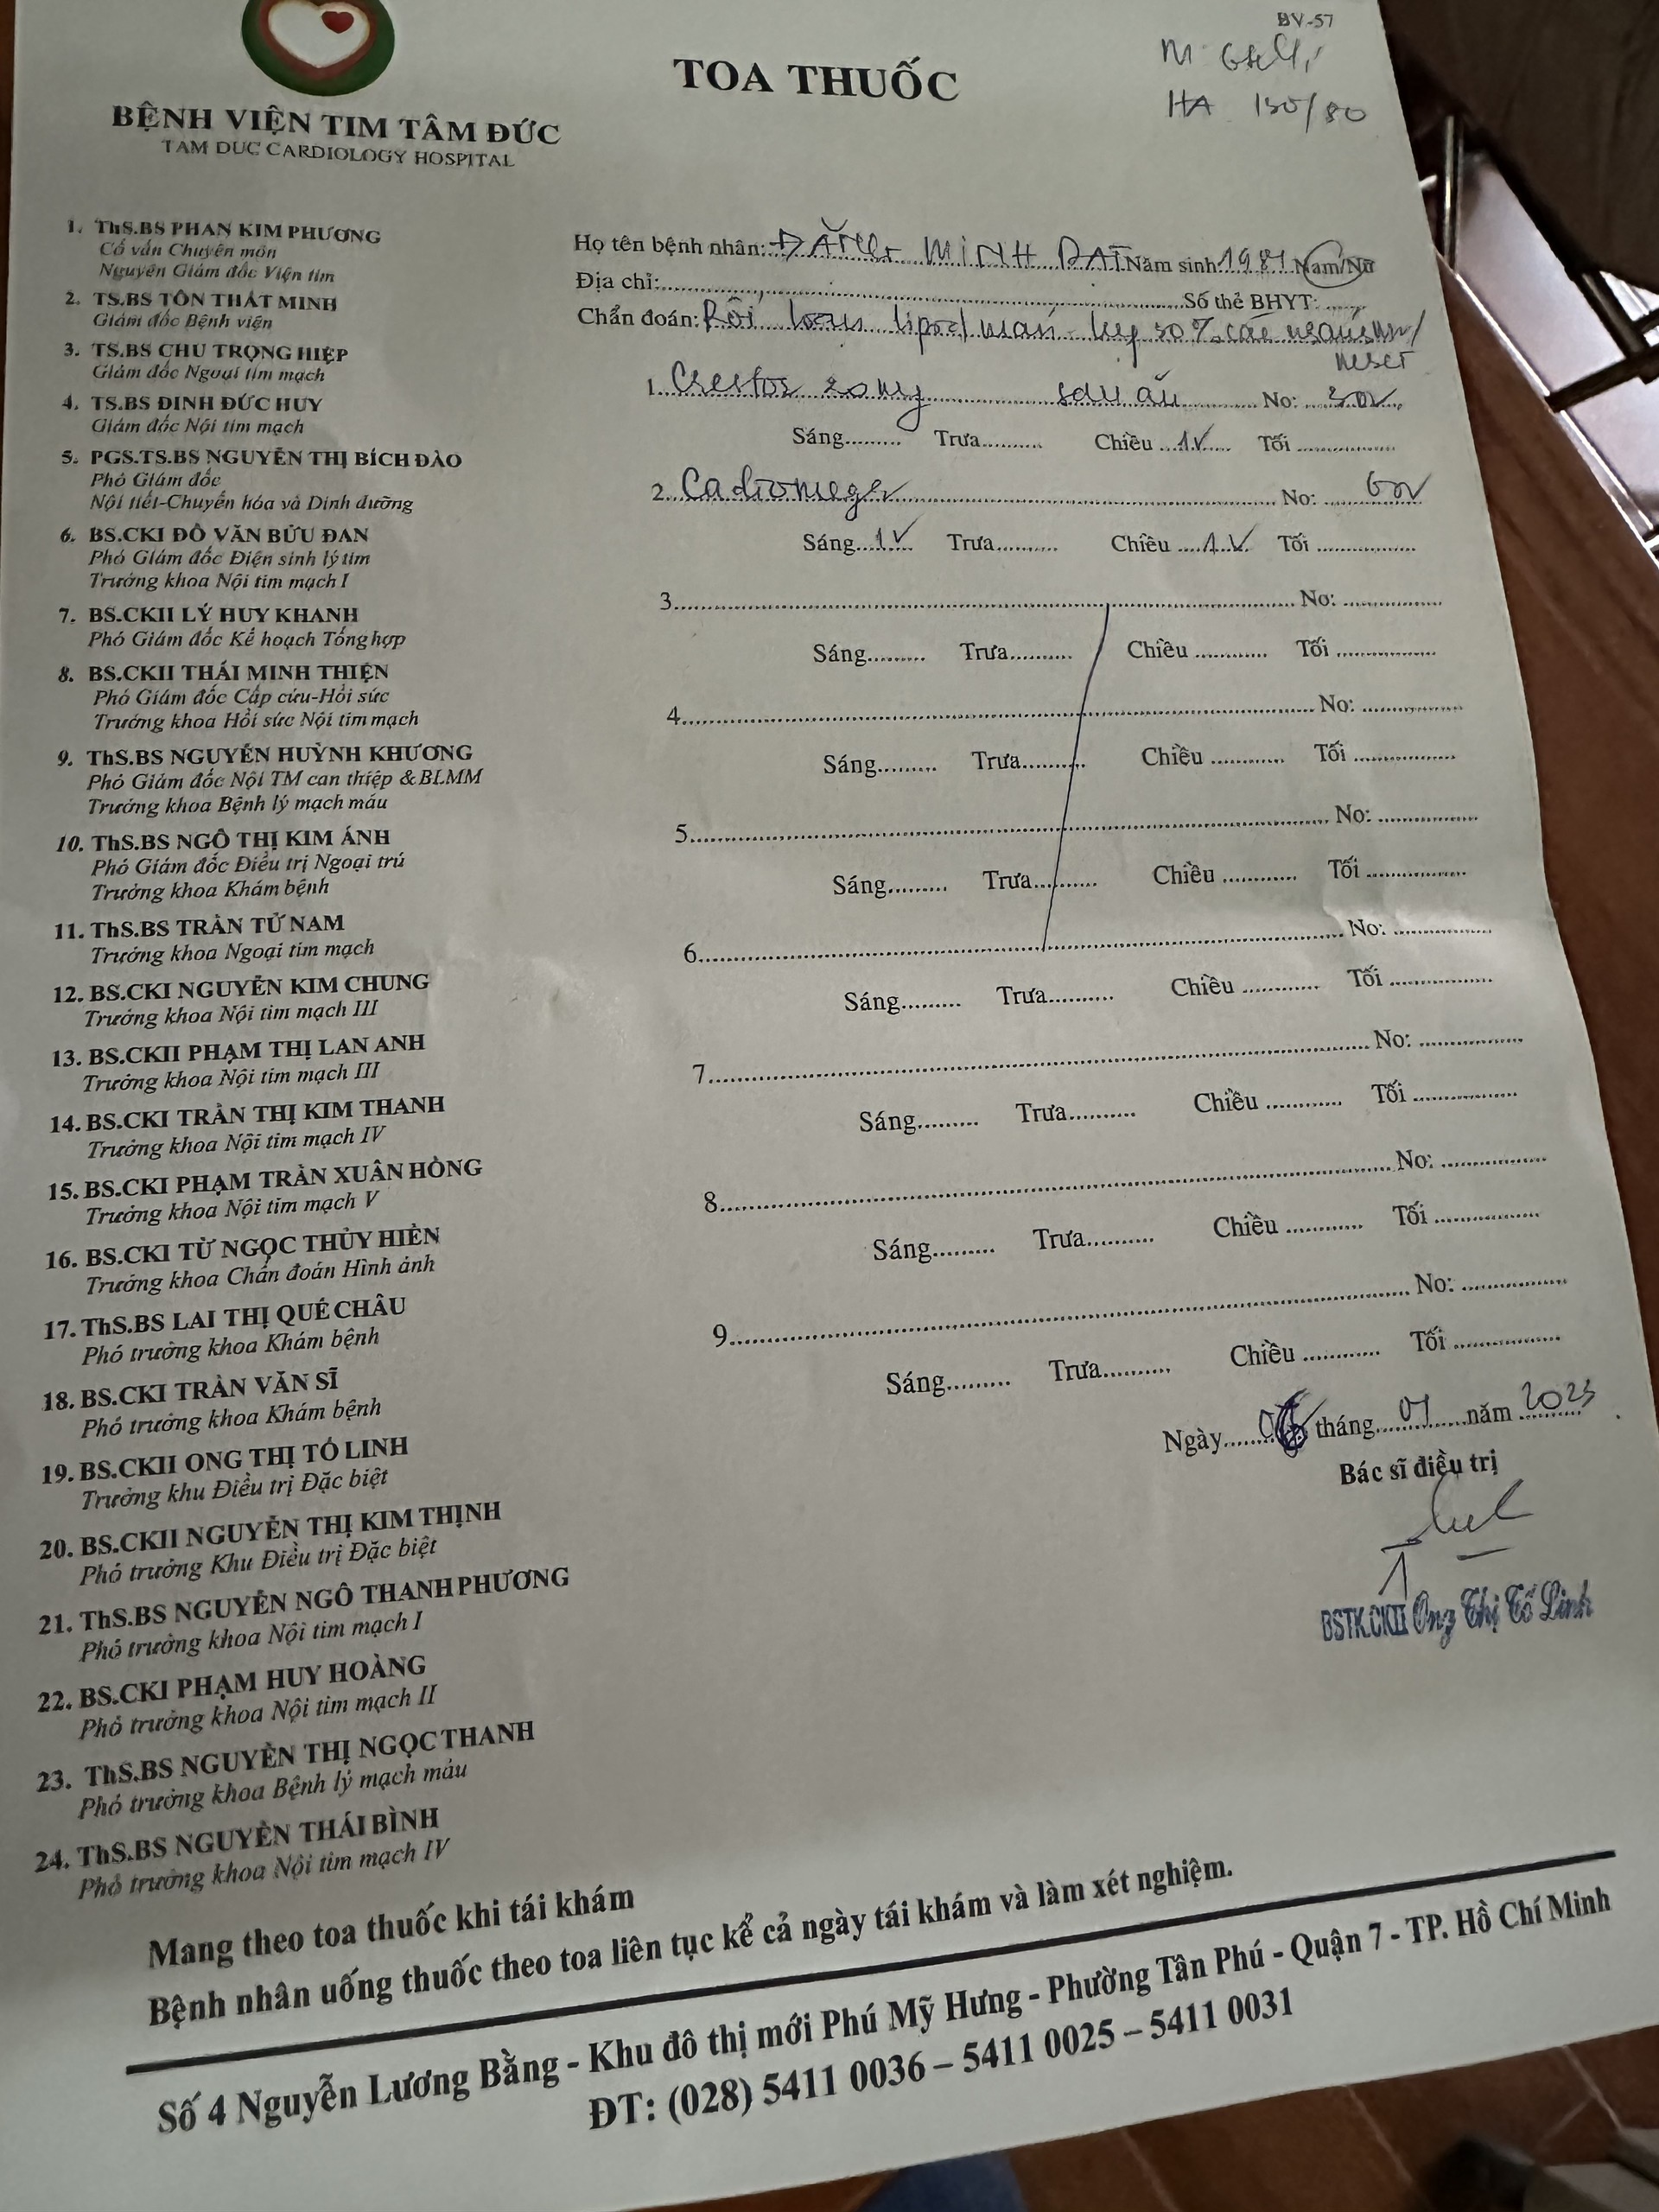 BV-57
M
HA 150/80
TOA THUỐC
BỆNH VIỆN TIM TÂM ĐỨC
TAM DUC CARDIOLOGY HOSPITAL
1. ThS.BS PHAN KIM PHƯƠNG
Cố vấn Chuyên môn
Nguyên Giám đốc Viện tim
2. TS.BS TÔN THẤT MINH
Giám đốc Bệnh viện
3. TS.BS CHU TRỌNG HIỆP
Giám đốc Ngoại tim mạch
4. TS.BS ĐINH ĐỨC HUY
Giám đốc Nội tim mạch
5. PGS.TS.BS NGUYỄN THỊ BÍCH ĐÀO
Phó Giám đốc
Nội tiết-Chuyển hóa và Dinh dưỡng
6. BS.CKI ĐỖ VĂN BỬU ĐAN
Phó Giám đốc Điện sinh lý tim
Trưởng khoa Nội tim mạch I
7. BS.CKII LÝ HUY KHANH
Phó Giám đốc Kế hoạch Tổng hợp
8. BS.CKII THÁI MINH THIỆN
Phó Giám đốc Cấp cứu-Hồi sức
Trưởng khoa Hồi sức Nội tim mạch
9. ThS.BS NGUYỄN HUỲNH KHƯƠNG
Phó Giám đốc Nội TM can thiệp & BLMM
Trưởng khoa Bệnh lý mạch máu
10. ThS.BS NGÔ THỊ KIM ÁNH
Phó Giám đốc Điều trị Ngoại trú
Trưởng khoa Khám bệnh
11. ThS.BS TRẦN TỬ NAM
Trưởng khoa Ngoại tim mạch
12. BS.CKI NGUYỄN KIM CHUNG
Trưởng khoa Nội tim mạch III
13. BS.CKII PHẠM THỊ LAN ANH
Trưởng khoa Nội tim mạch III
14. BS.CKI TRẦN THỊ KIM THANH
Trưởng khoa Nội tim mạch IV
15. BS.CKI PHẠM TRẦN XUÂN HỒNG
Trưởng khoa Nội tim mạch V
16. BS.CKI TỪ NGỌC THỦY HIỀN
Trưởng khoa Chẩn đoán Hình ảnh
17. ThS.BS LAI THỊ QUẾ CHÂU
Phó trưởng khoa Khám bệnh
18. BS.CKI TRẦN VĂN SĨ
Phó trưởng khoa Khám bệnh
19. BS.CKII ONG THỊ TỐ LINH
Trưởng khu Điều trị Đặc biệt
20. BS.CKII NGUYỄN THỊ KIM THỊNH
Phó trưởng Khu Điều trị Đặc biệt
21. ThS.BS NGUYỄN NGÔ THANH PHƯƠNG
Phó trưởng khoa Nội tim mạch I
22. BS.CKI PHẠM HUY HOÀNG
Phó trưởng khoa Nội tim mạch II
23. ThS.BS NGUYỄN THỊ NGỌC THANH
Phó trưởng khoa Bệnh lý mạch máu
24. ThS.BS NGUYỄN THÁI BÌNH
Phó trưởng khoa Nội tim mạch IV
Họ tên bệnh nhân: ĐẶNG MINH ĐẠT Năm sinh 1981 Nam/Nữ
Địa chỉ: Số thẻ BHYT:
Chẩn đoán: Rối loạn lipod máu - hẹp 30% các
1. Crestor 20mg sau ăn No: 30v
Sáng Trưa Chiều 1v Tối
2. Cadiomega No: 60v
Sáng 1v Trưa Chiều 1v Tối
3. No:
Sáng Trưa Chiều Tối
4. No:
Sáng Trưa Chiều Tối
5. No:
Sáng Trưa Chiều Tối
6. No:
Sáng Trưa Chiều Tối
7. No:
Sáng Trưa Chiều Tối
8. No:
Sáng Trưa Chiều Tối
9. No:
Sáng Trưa Chiều Tối
Ngày tháng 01 năm 2023
Bác sĩ điều trị
BSTK.CKII Ong Thị Tố Linh
Mang theo toa thuốc khi tái khám
Bệnh nhân uống thuốc theo toa liên tục kể cả ngày tái khám và làm xét nghiệm.
Số 4 Nguyễn Lương Bằng - Khu đô thị mới Phú Mỹ Hưng - Phường Tân Phú - Quận 7 - TP. Hồ Chí Minh
ĐT: (028) 5411 0036 – 5411 0025 – 5411 0031